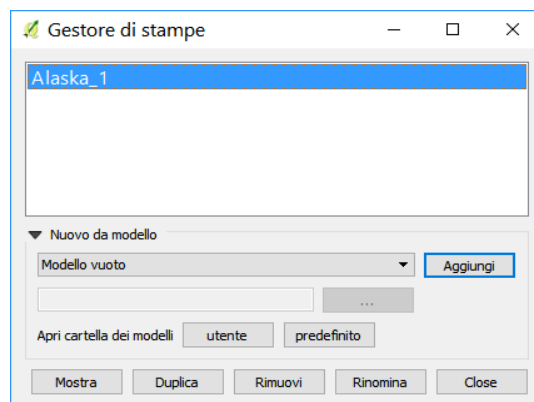 Gestore di stampe
Alaska_1
Nuovo da modello
Modello vuoto
Aggiungi
...
Apri cartella dei modelli utente predefinito
Mostra Duplica Rimuovi Rinomina Close